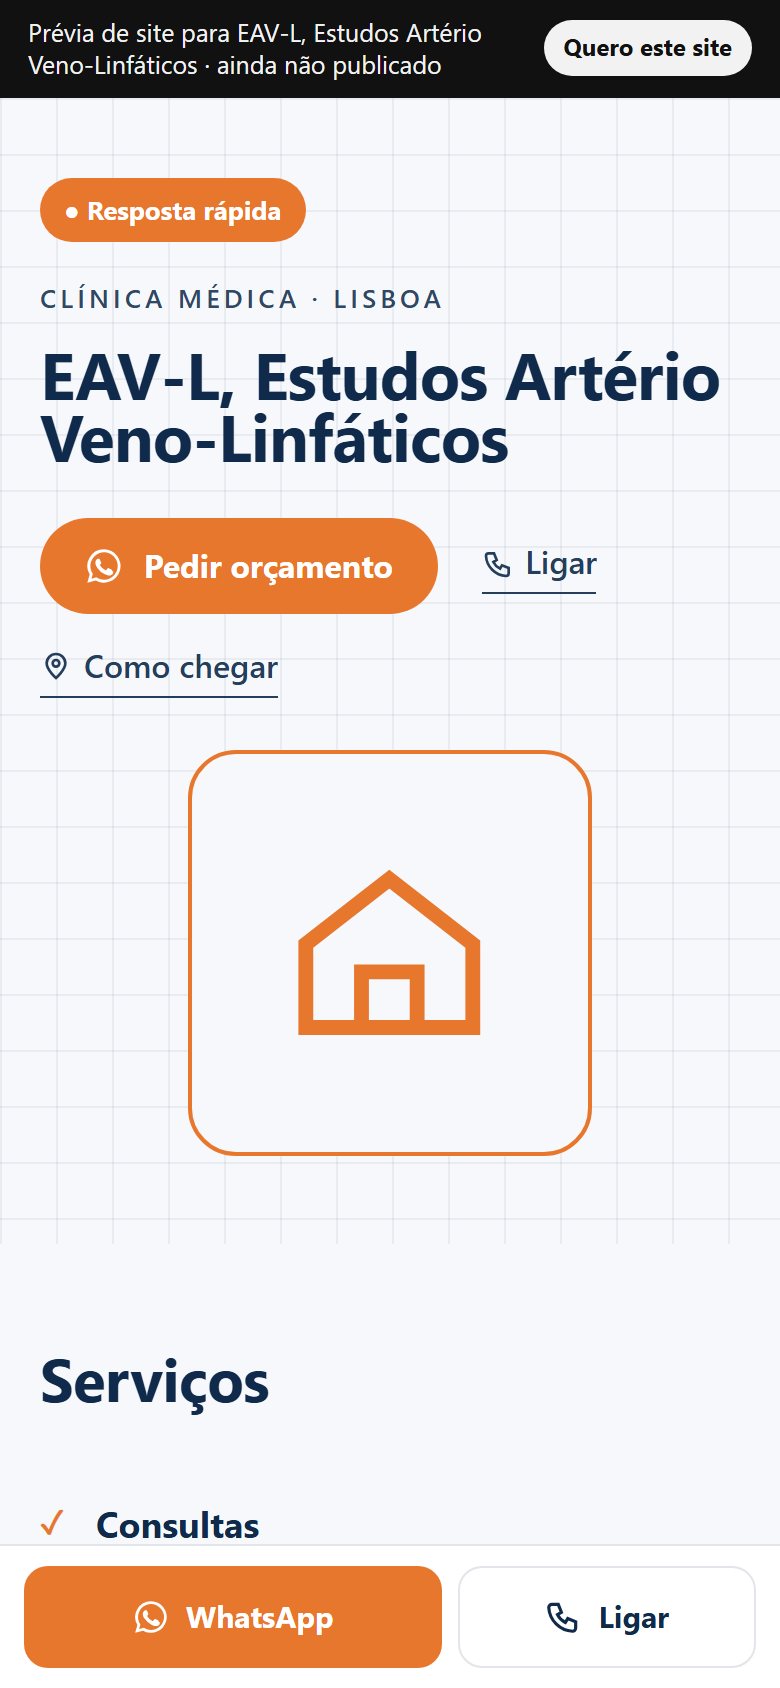 Prévia de site para EAV-L, Estudos Artério
Veno-Linfáticos · ainda não publicado
Quero este site
Resposta rápida
CLÍNICA MÉDICA · LISBOA
EAV-L, Estudos Artério
Veno-Linfáticos
Pedir orçamento
Ligar
Como chegar
Serviços
Consultas
WhatsApp
Ligar